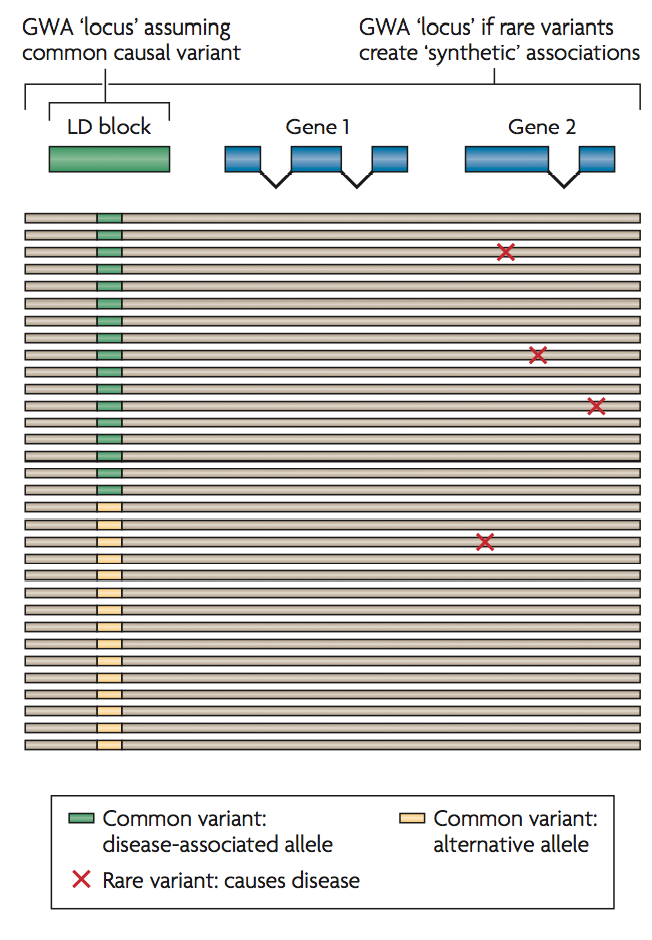 GWA ‘locus’ assuming
common causal variant
GWA ‘locus’ if rare variants
create ‘synthetic’ associations
LD block
Gene 1
Gene 2
Common variant:
disease-associated allele
Common variant:
alternative allele
Rare variant: causes disease